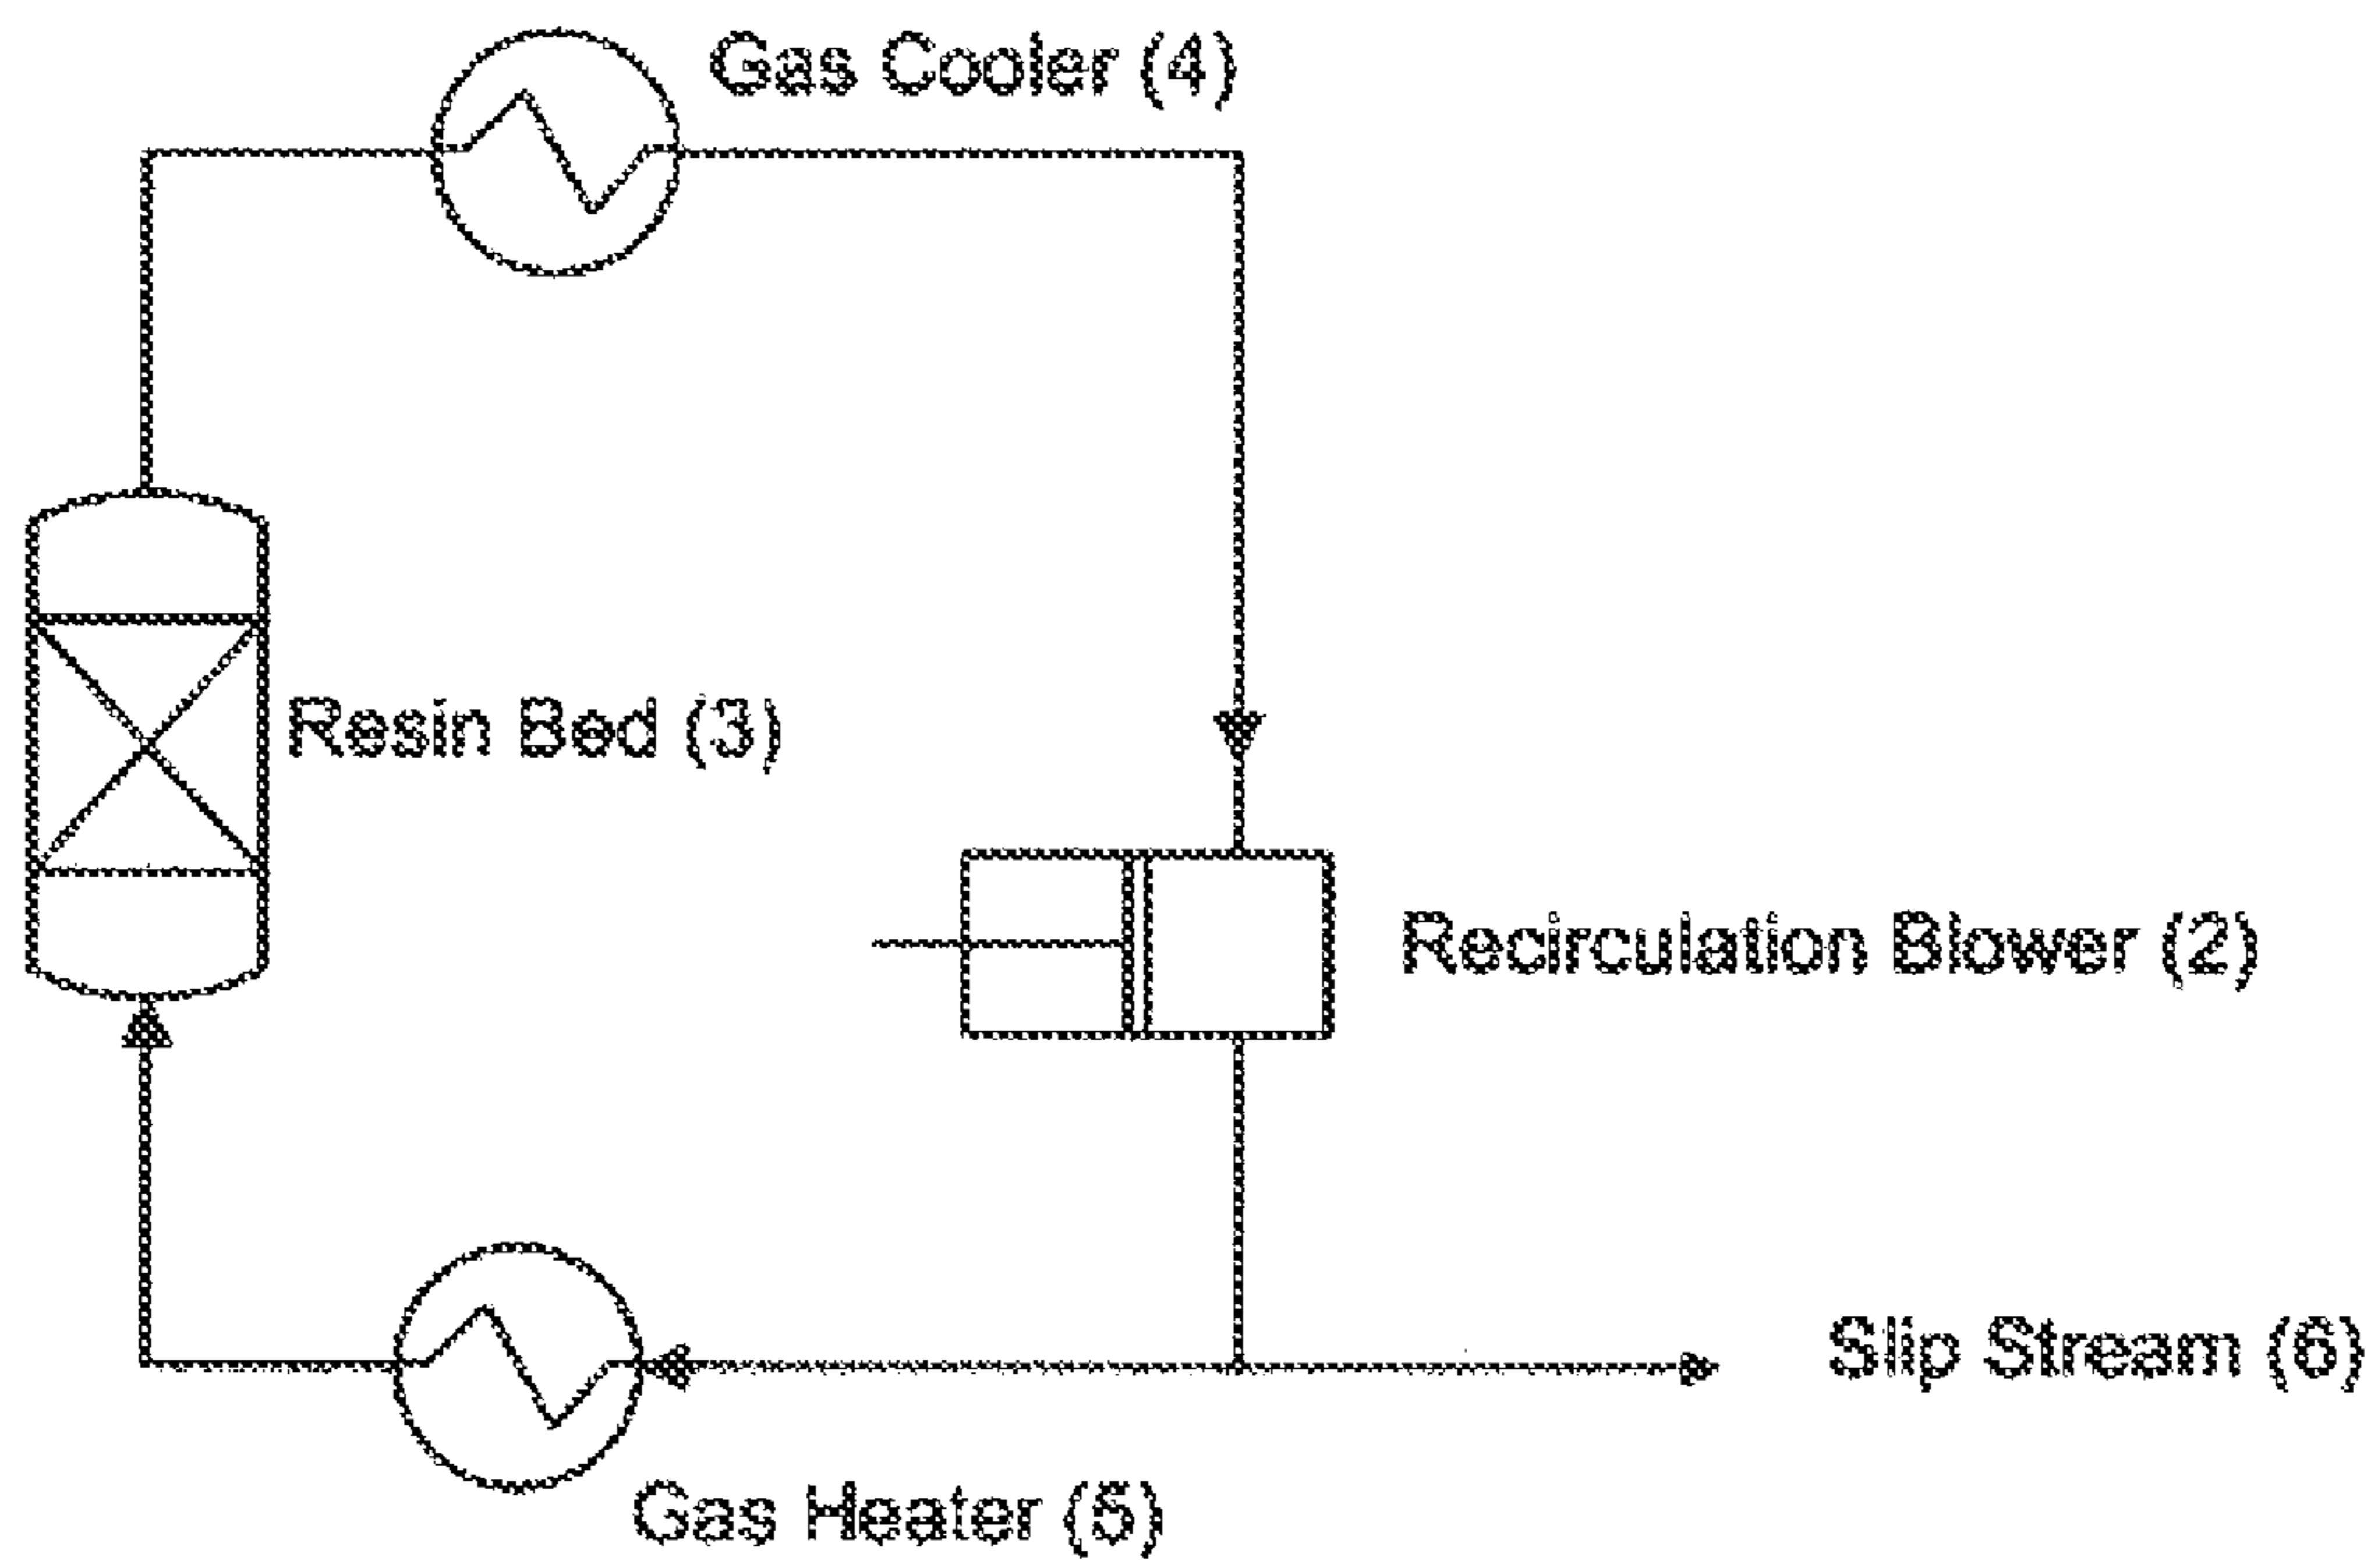 Gas Cooler (4)
Resin Bed (3)
Recirculation Blower (2)
Slip Stream (6)
Gas Heater (5)